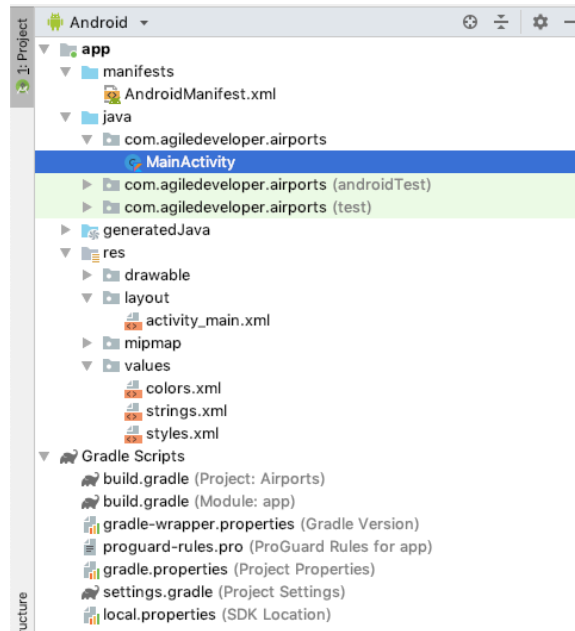 1: Project
Android
app
manifests
AndroidManifest.xml
java
com.agiledeveloper.airports
MainActivity
com.agiledeveloper.airports (androidTest)
com.agiledeveloper.airports (test)
generatedJava
res
drawable
layout
activity_main.xml
mipmap
values
colors.xml
strings.xml
styles.xml
Gradle Scripts
build.gradle (Project: Airports)
build.gradle (Module: app)
gradle-wrapper.properties (Gradle Version)
proguard-rules.pro (ProGuard Rules for app)
gradle.properties (Project Properties)
settings.gradle (Project Settings)
local.properties (SDK Location)
ucture